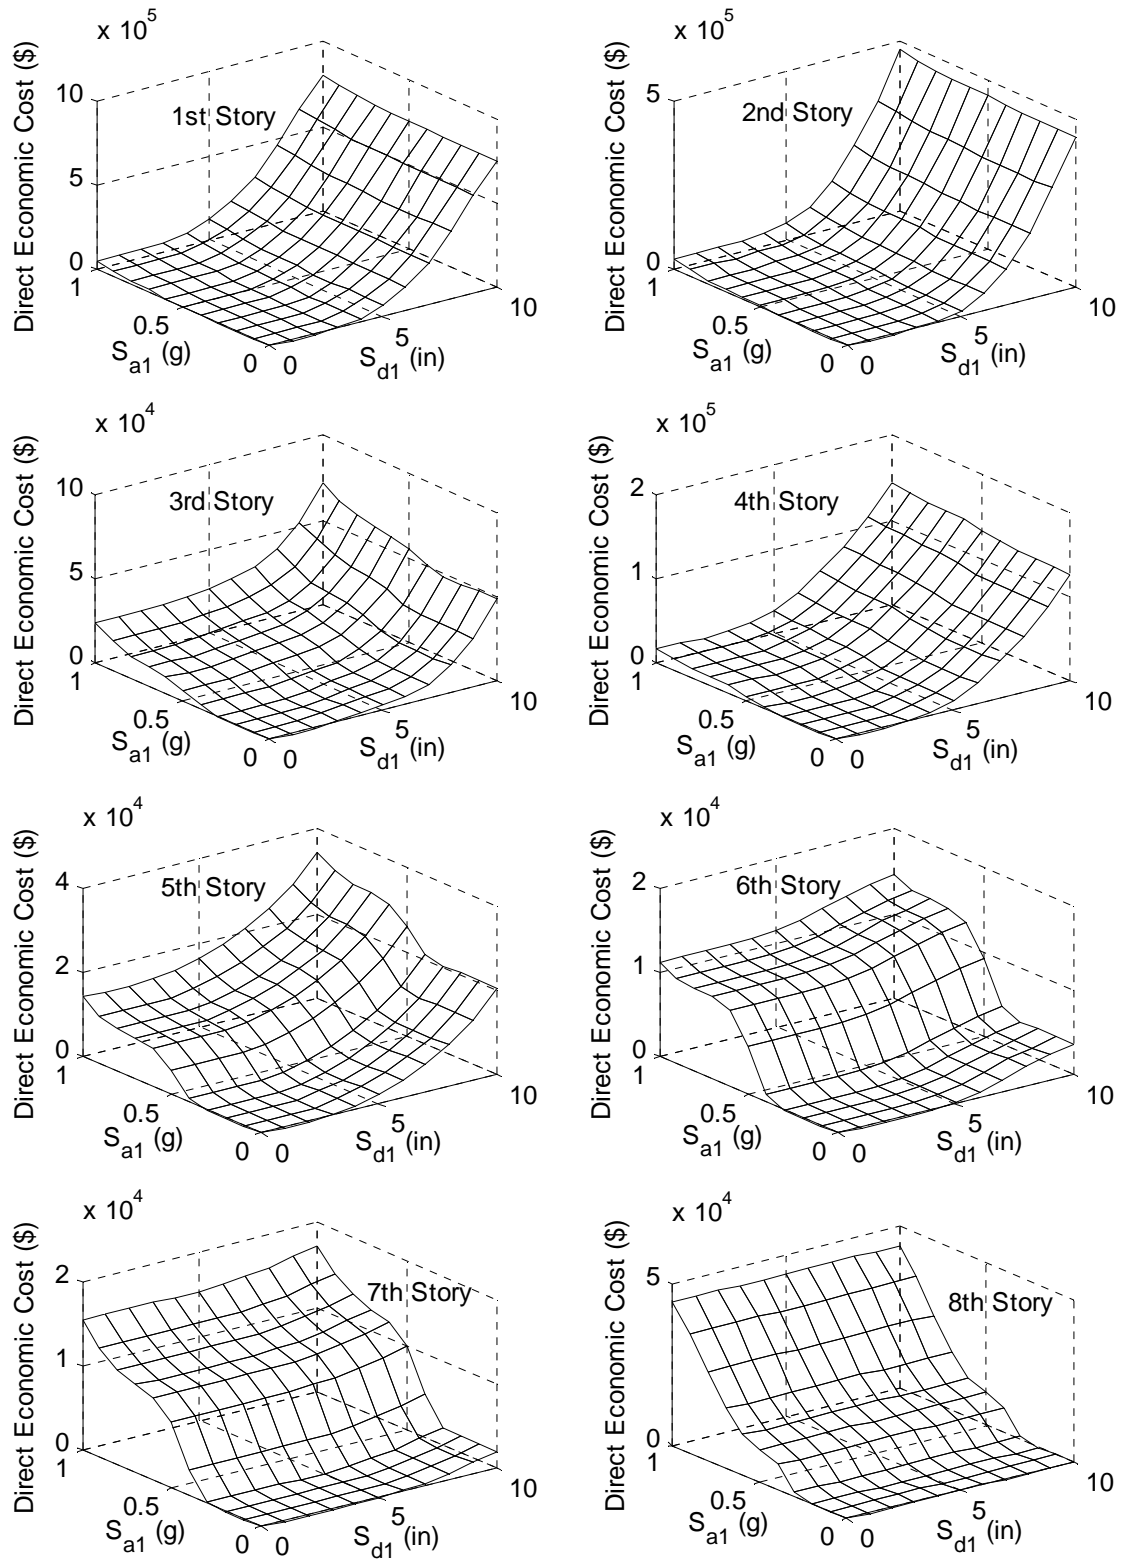 x 10^5
Direct Economic Cost ($)
1st Story
10
5
0
1
0.5
0
S_a1 (g)
0
5
10
S_d1 (in)
x 10^5
Direct Economic Cost ($)
2nd Story
5
0
1
0.5
0
S_a1 (g)
0
5
10
S_d1 (in)
x 10^4
Direct Economic Cost ($)
3rd Story
10
5
0
1
0.5
0
S_a1 (g)
0
5
10
S_d1 (in)
x 10^5
Direct Economic Cost ($)
4th Story
2
1
0
1
0.5
0
S_a1 (g)
0
5
10
S_d1 (in)
x 10^4
Direct Economic Cost ($)
5th Story
4
2
0
1
0.5
0
S_a1 (g)
0
5
10
S_d1 (in)
x 10^4
Direct Economic Cost ($)
6th Story
2
1
0
1
0.5
0
S_a1 (g)
0
5
10
S_d1 (in)
x 10^4
Direct Economic Cost ($)
7th Story
2
1
0
1
0.5
0
S_a1 (g)
0
5
10
S_d1 (in)
x 10^4
Direct Economic Cost ($)
8th Story
5
0
1
0.5
0
S_a1 (g)
0
5
10
S_d1 (in)